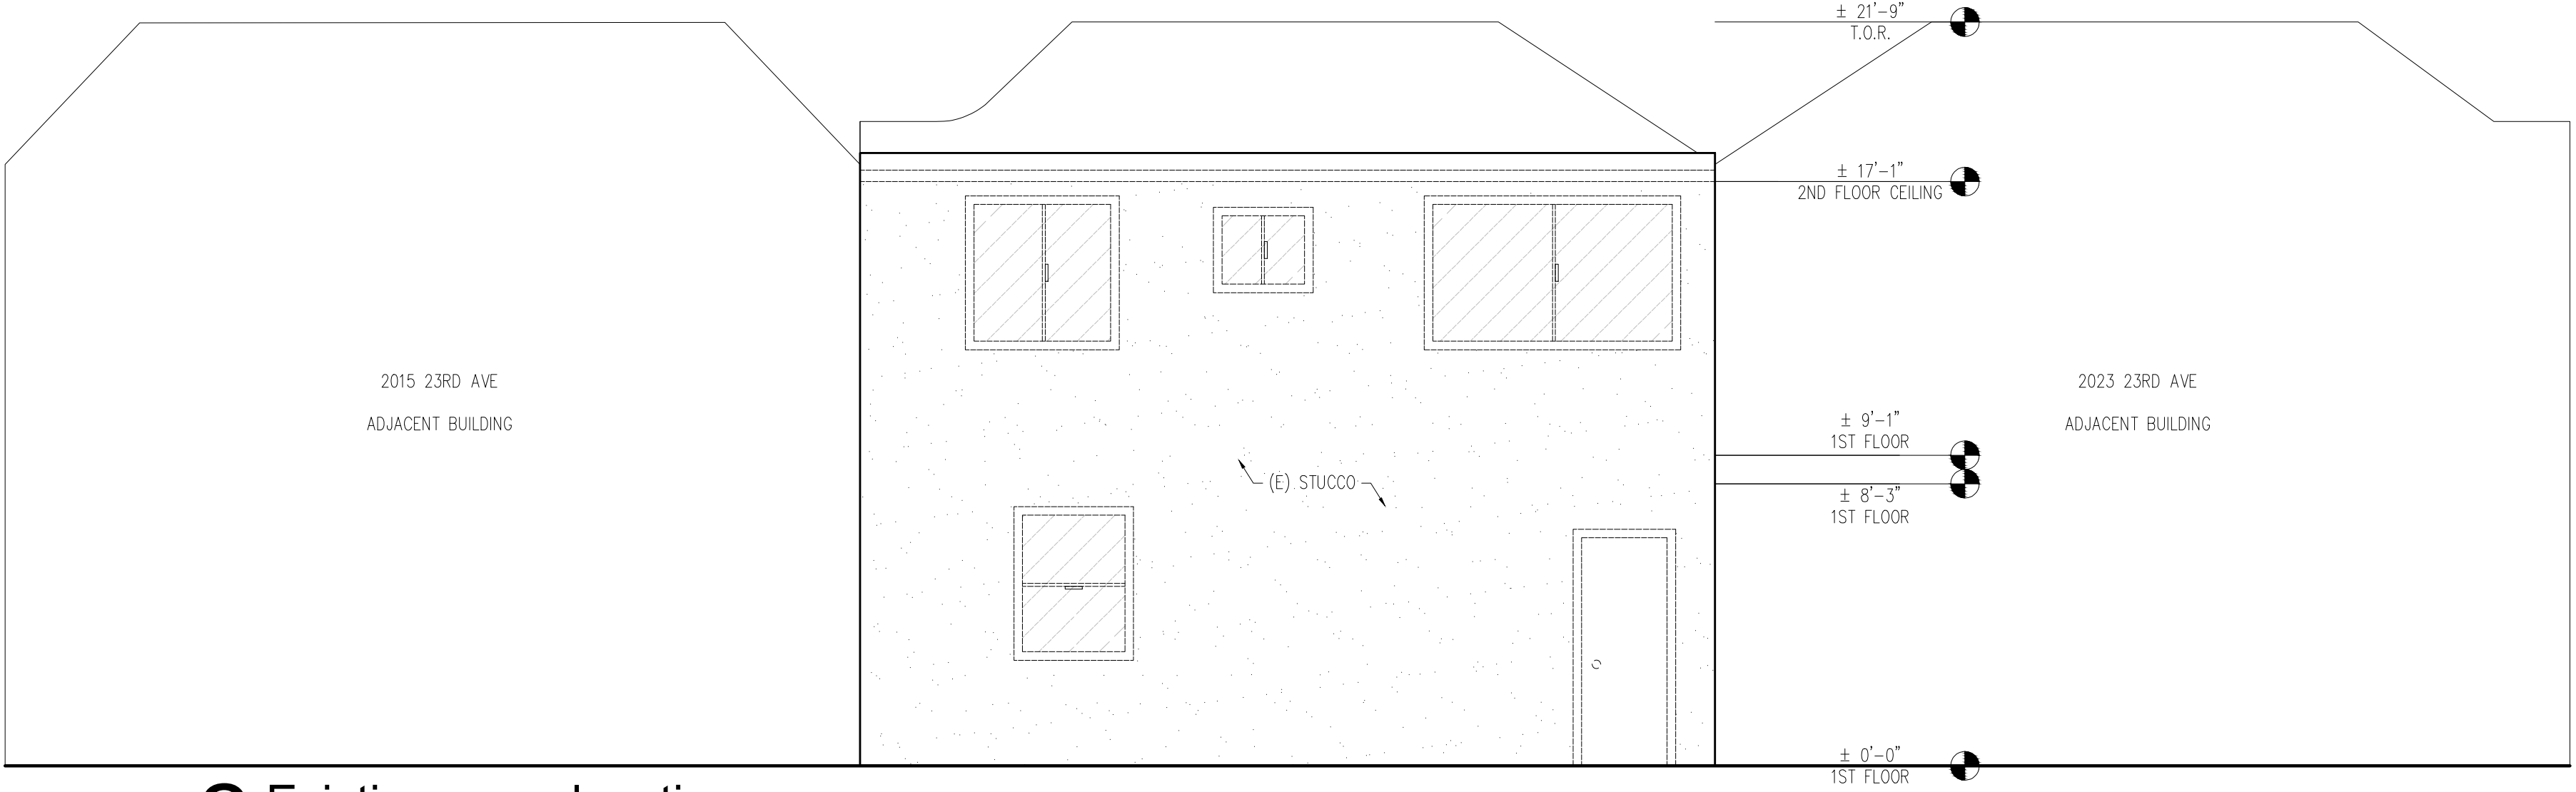 ± 21'-9"
T.O.R.
± 17'-1"
2ND FLOOR CEILING
2015 23RD AVE
ADJACENT BUILDING
2023 23RD AVE
ADJACENT BUILDING
± 9'-1"
1ST FLOOR
(E) STUCCO
± 8'-3"
1ST FLOOR
± 0'-0"
1ST FLOOR